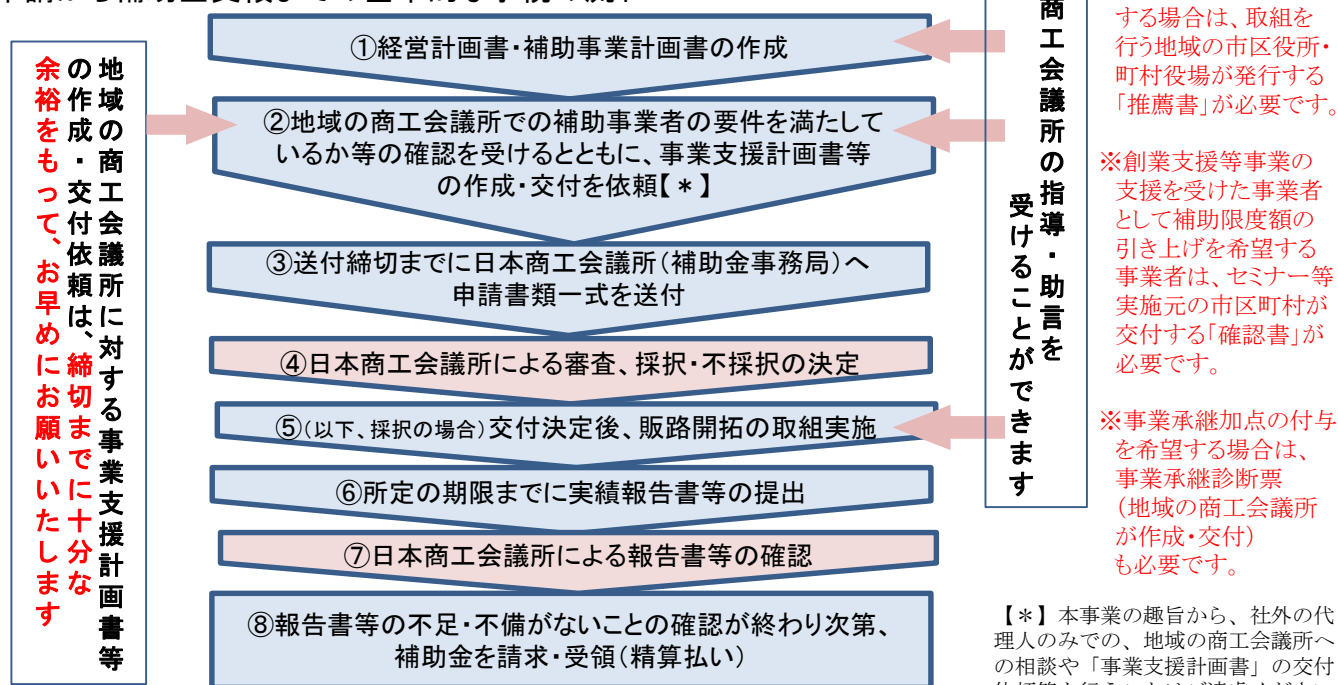 地域の商工会議所に対する事業支援計画書等
の作成・交付依頼は、締切までに十分な
余裕をもって、お早めにお願いいたします
①経営計画書・補助事業計画書の作成
②地域の商工会議所での補助事業者の要件を満たして
いるか等の確認を受けるとともに、事業支援計画書等
の作成・交付を依頼【＊】
③送付締切までに日本商工会議所（補助金事務局）へ
申請書類一式を送付
④日本商工会議所による審査、採択・不採択の決定
⑤（以下、採択の場合）交付決定後、販路開拓の取組実施
⑥所定の期限までに実績報告書等の提出
⑦日本商工会議所による報告書等の確認
⑧報告書等の不足・不備がないことの確認が終わり次第、
補助金を請求・受領（精算払い）
商工会議所の指導・助言を
受けることができます
する場合は、取組を
行う地域の市区役所・
町村役場が発行する
「推薦書」が必要です。
※創業支援等事業の
支援を受けた事業者
として補助限度額の
引き上げを希望する
事業者は、セミナー等
実施元の市区町村が
交付する「確認書」が
必要です。
※事業承継加点の付与
を希望する場合は、
事業承継診断票
（地域の商工会議所
が作成・交付）
も必要です。
【＊】本事業の趣旨から、社外の代
理人のみでの、地域の商工会議所へ
の相談や「事業支援計画書」の交付